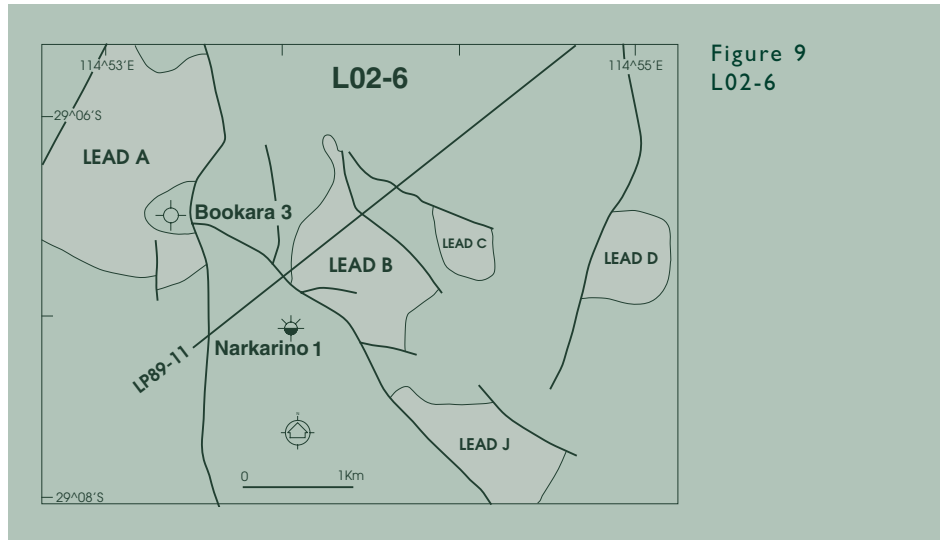 Figure 9
L02-6
114^53'E
L02-6
114^55'E
29^06'S
LEAD A
Bookara 3
LEAD C
LEAD B
LEAD D
Narkarino 1
LP89-11
LEAD J
0 1Km
29^08'S